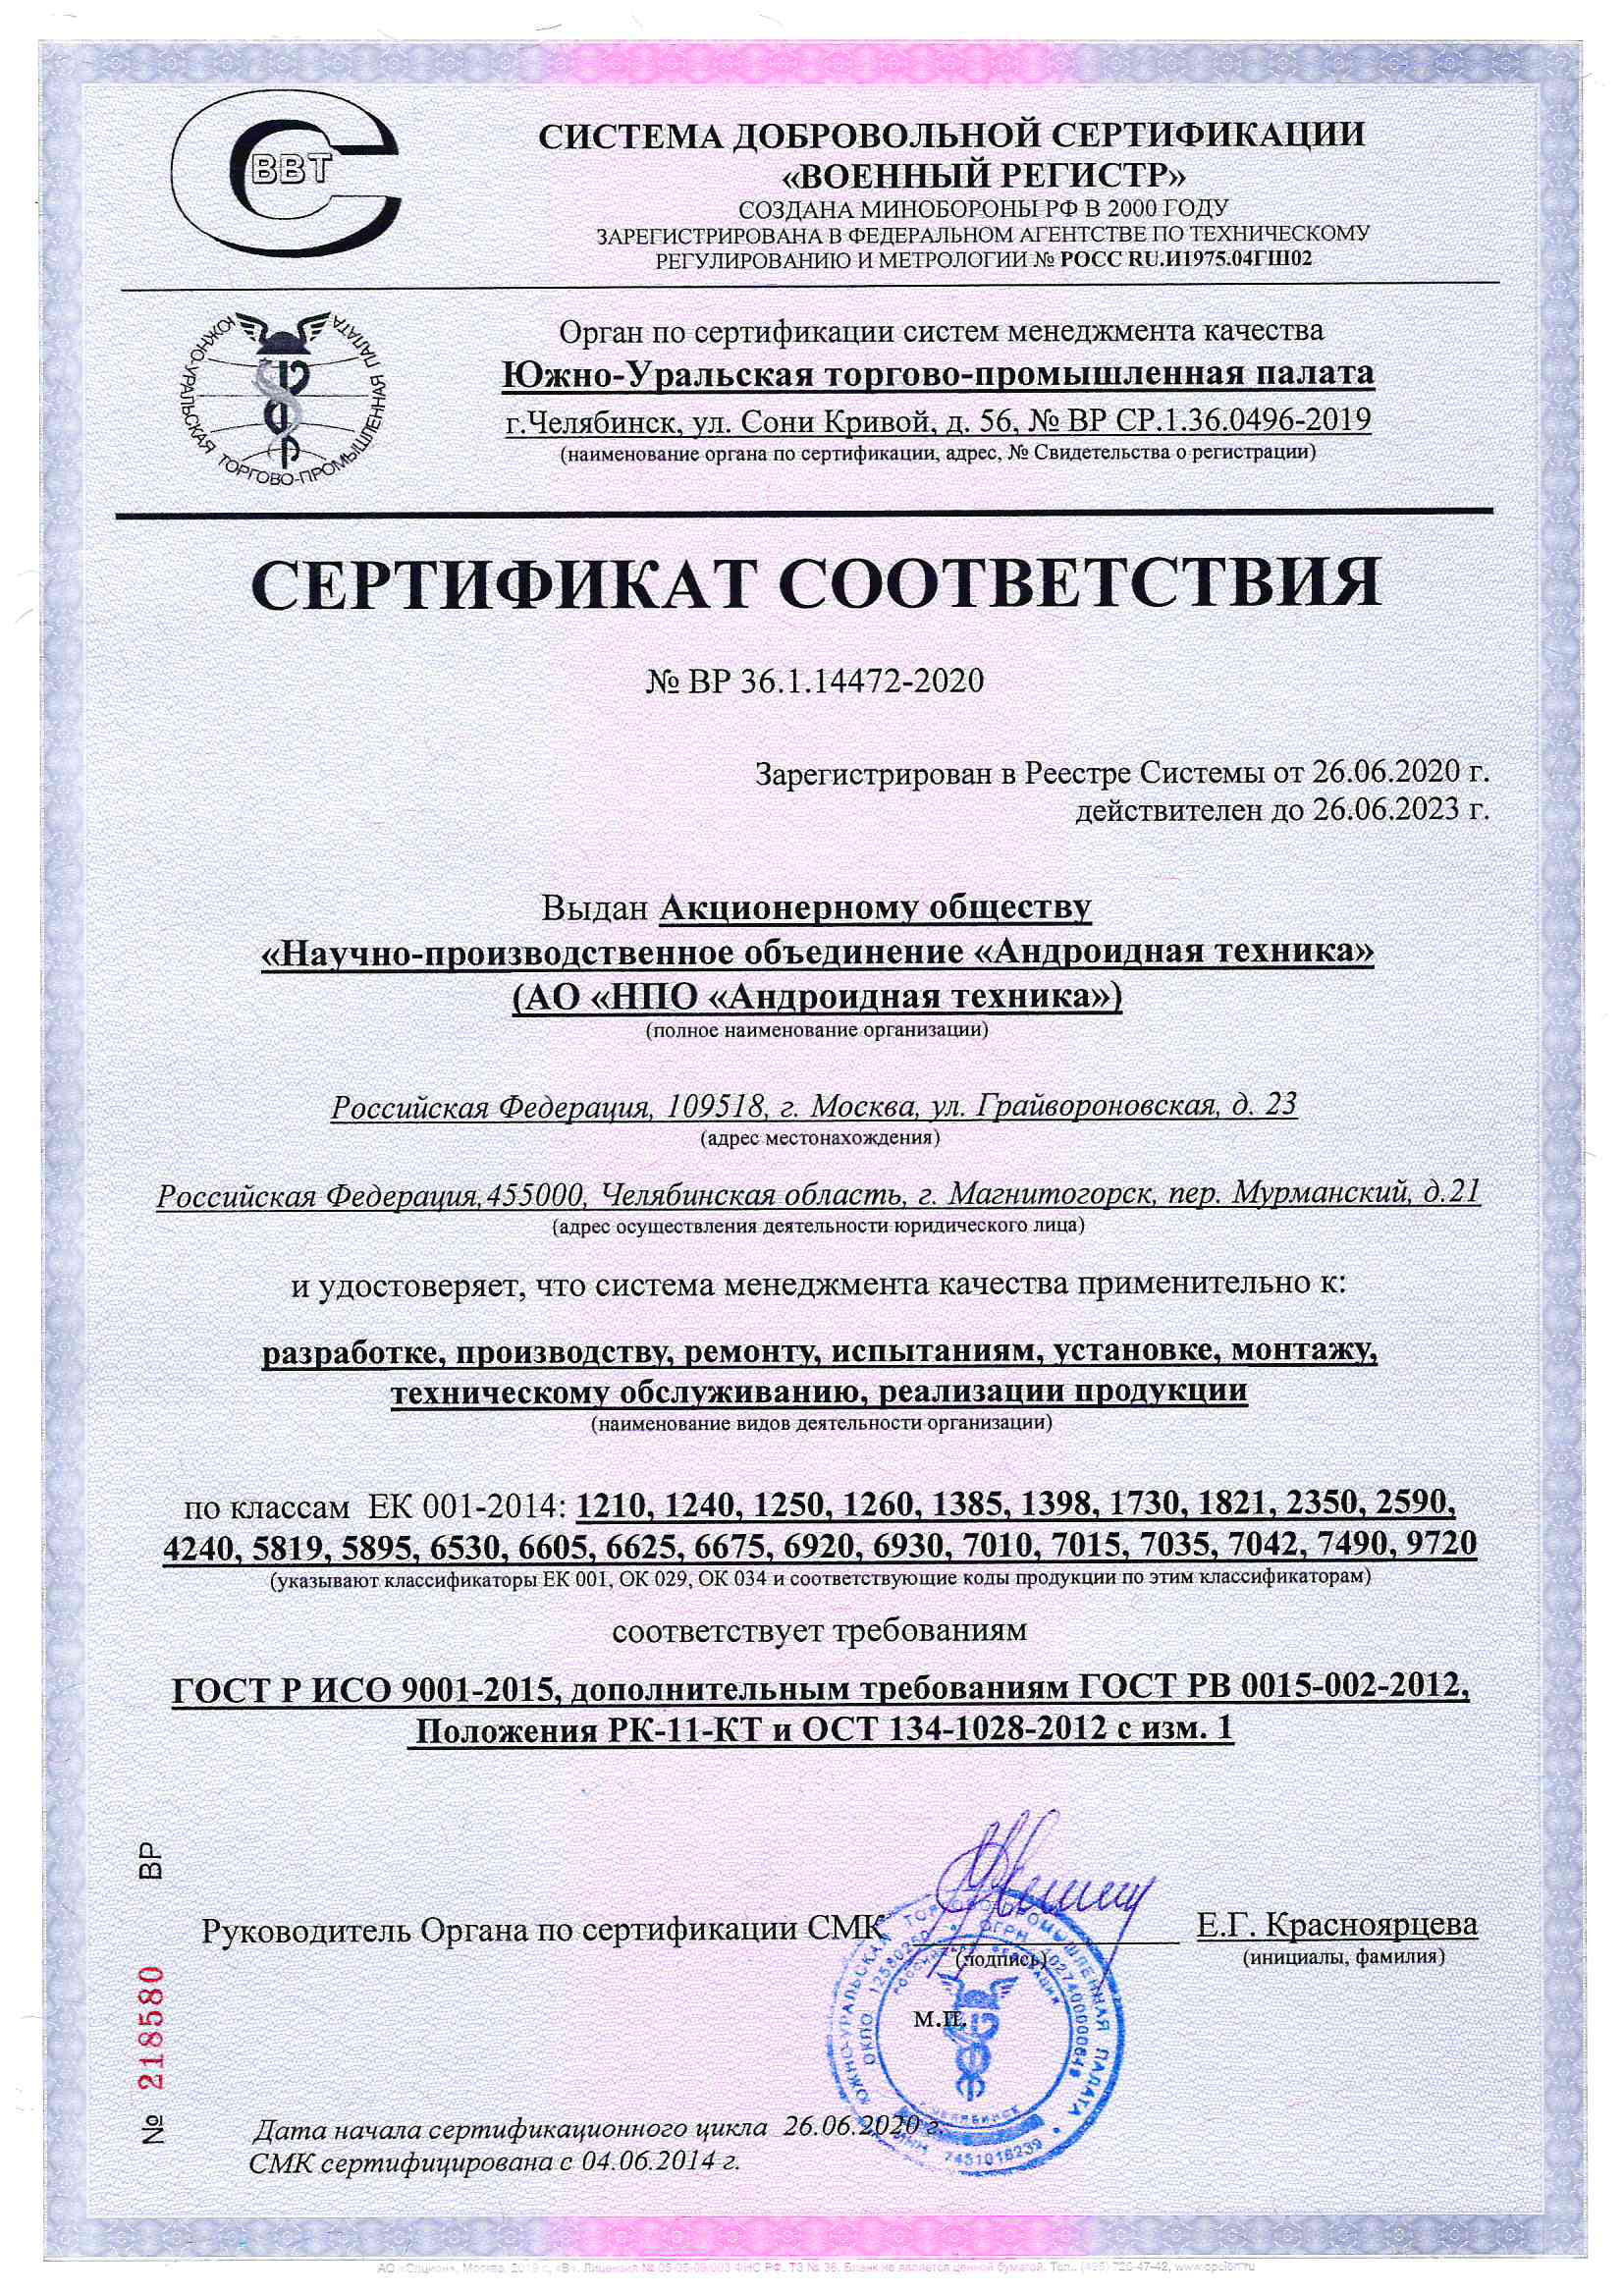 СИСТЕМА ДОБРОВОЛЬНОЙ СЕРТИФИКАЦИИ
«ВОЕННЫЙ РЕГИСТР»
СОЗДАНА МИНОБОРОНЫ РФ В 2000 ГОДУ
ЗАРЕГИСТРИРОВАНА В ФЕДЕРАЛЬНОМ АГЕНТСТВЕ ПО ТЕХНИЧЕСКОМУ
РЕГУЛИРОВАНИЮ И МЕТРОЛОГИИ № РОСС RU.И1975.04ГШ02
ВВТ
ЮЖНО-УРАЛЬСКАЯ ТОРГОВО-ПРОМЫШЛЕННАЯ ПАЛАТА
Орган по сертификации систем менеджмента качества
Южно-Уральская торгово-промышленная палата
г.Челябинск, ул. Сони Кривой, д. 56, № ВР СР.1.36.0496-2019
(наименование органа по сертификации, адрес, № Свидетельства о регистрации)
СЕРТИФИКАТ СООТВЕТСТВИЯ
№ ВР 36.1.14472-2020
Зарегистрирован в Реестре Системы от 26.06.2020 г.
действителен до 26.06.2023 г.
Выдан Акционерному обществу
«Научно-производственное объединение «Андроидная техника»
(АО «НПО «Андроидная техника»)
(полное наименование организации)
Российская Федерация, 109518, г. Москва, ул. Грайвороновская, д. 23
(адрес местонахождения)
Российская Федерация,455000, Челябинская область, г. Магнитогорск, пер. Мурманский, д.21
(адрес осуществления деятельности юридического лица)
и удостоверяет, что система менеджмента качества применительно к:
разработке, производству, ремонту, испытаниям, установке, монтажу,
техническому обслуживанию, реализации продукции
(наименование видов деятельности организации)
по классам ЕК 001-2014: 1210, 1240, 1250, 1260, 1385, 1398, 1730, 1821, 2350, 2590,
4240, 5819, 5895, 6530, 6605, 6625, 6675, 6920, 6930, 7010, 7015, 7035, 7042, 7490, 9720
(указывают классификаторы ЕК 001, ОК 029, ОК 034 и соответствующие коды продукции по этим классификаторам)
соответствует требованиям
ГОСТ Р ИСО 9001-2015, дополнительным требованиям ГОСТ РВ 0015-002-2012,
Положения РК-11-КТ и ОСТ 134-1028-2012 с изм. 1
Руководитель Органа по сертификации СМК
Е.Г. Красноярцева
(подпись)
(инициалы, фамилия)
м.п.
ЮЖНО-УРАЛЬСКАЯ ТОРГОВО-ПРОМЫШЛЕННАЯ ПАЛАТА
РОССИЙСКАЯ ФЕДЕРАЦИЯ
ЧЕЛЯБИНСК
ИНН 7451016239
№ 218580 ВР
Дата начала сертификационного цикла 26.06.2020 г.
СМК сертифицирована с 04.06.2014 г.